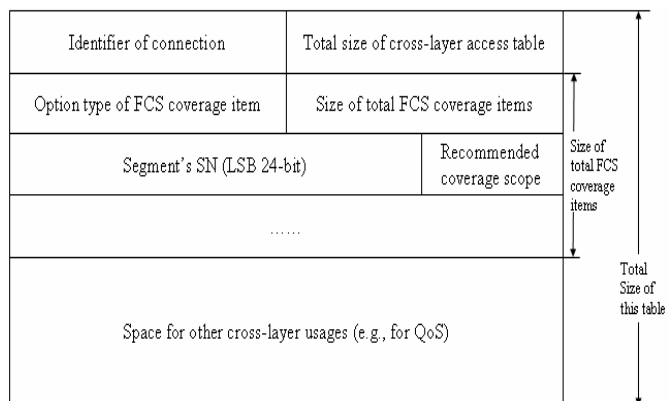 Identifier of connection
Total size of cross-layer access table
Option type of FCS coverage item
Size of total FCS coverage items
Segment's SN (LSB 24-bit)
Recommended
coverage scope
......
Space for other cross-layer usages (e.g., for QoS)
Size of
total FCS
coverage
items
Total
Size of
this table